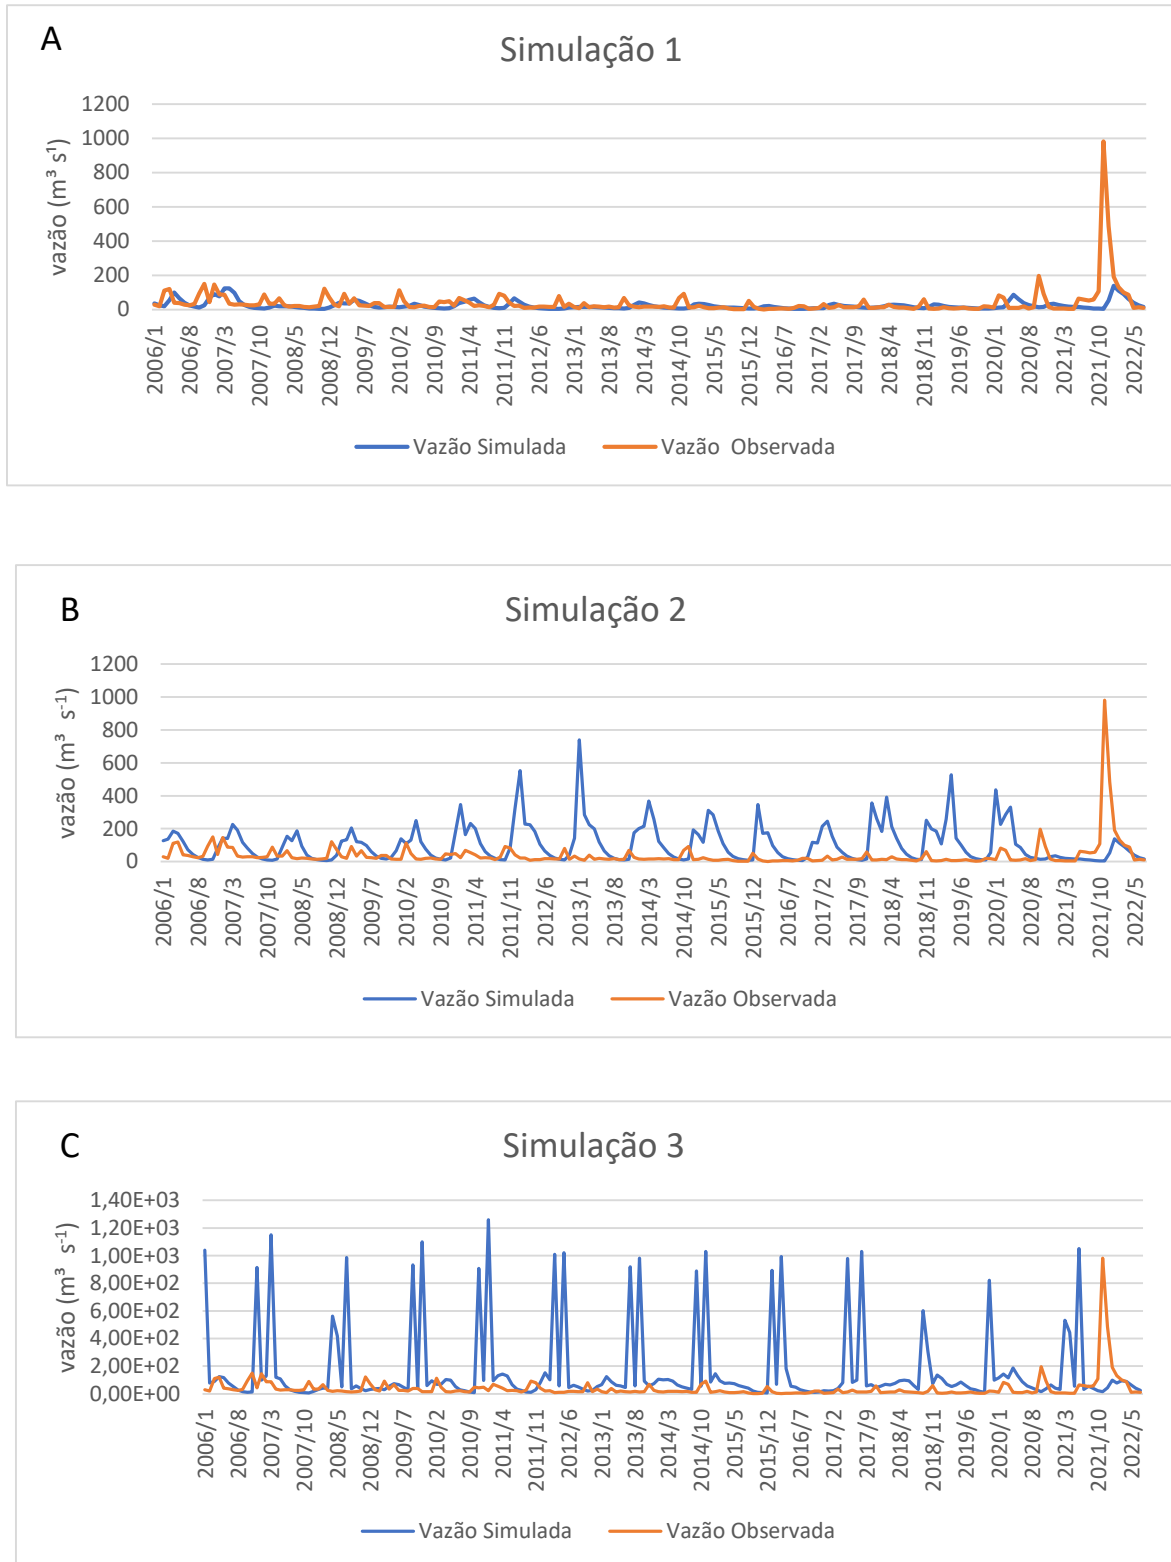 A
Simulação 1
vazão (m³ s¹)
1200
1000
800
600
400
200
0
2006/1 2006/8 2007/3 2007/10 2008/5 2008/12 2009/7 2010/2 2010/9 2011/4 2011/11 2012/6 2013/1 2013/8 2014/3 2014/10 2015/5 2015/12 2016/7 2017/2 2017/9 2018/4 2018/11 2019/6 2020/1 2020/8 2021/3 2021/10 2022/5
Vazão Simulada Vazão Observada
B
Simulação 2
vazão (m³ s⁻¹)
1200
1000
800
600
400
200
0
2006/1 2006/8 2007/3 2007/10 2008/5 2008/12 2009/7 2010/2 2010/9 2011/4 2011/11 2012/6 2013/1 2013/8 2014/3 2014/10 2015/5 2015/12 2016/7 2017/2 2017/9 2018/4 2018/11 2019/6 2020/1 2020/8 2021/3 2021/10 2022/5
Vazão Simulada Vazão Observada
C
Simulação 3
vazão (m³ s⁻¹)
1,40E+03
1,20E+03
1,00E+03
8,00E+02
6,00E+02
4,00E+02
2,00E+02
0,00E+00
2006/1 2006/8 2007/3 2007/10 2008/5 2008/12 2009/7 2010/2 2010/9 2011/4 2011/11 2012/6 2013/1 2013/8 2014/3 2014/10 2015/5 2015/12 2016/7 2017/2 2017/9 2018/4 2018/11 2019/6 2020/1 2020/8 2021/3 2021/10 2022/5
Vazão Simulada Vazão Observada